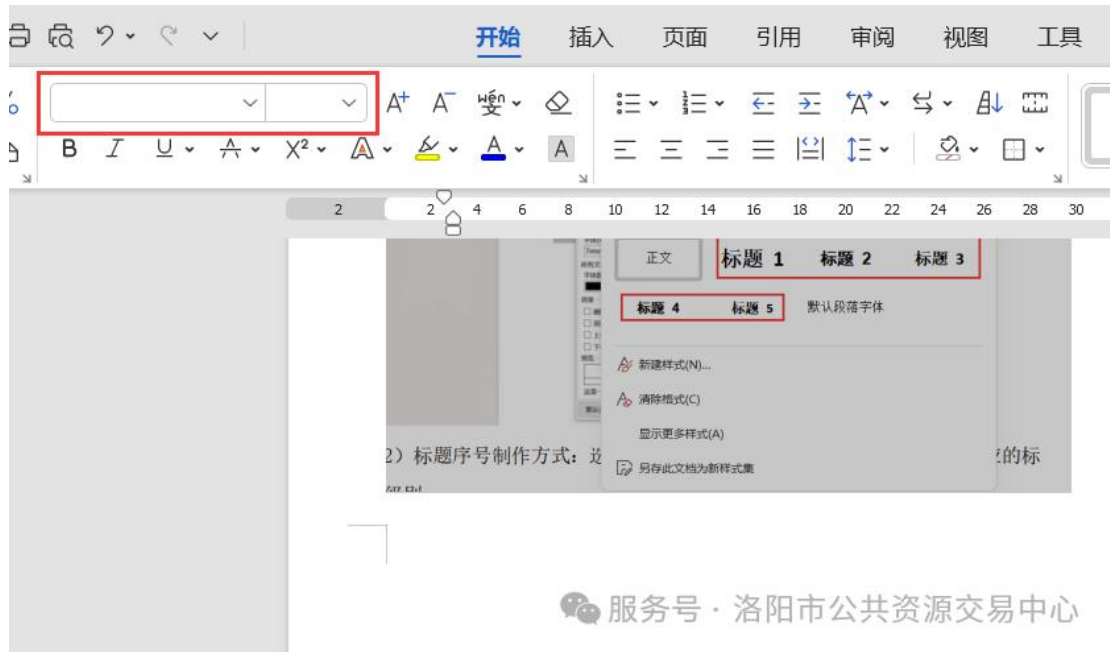 开始 插入 页面 引用 审阅 视图 工具
A+ A- wén 变
B I U A X² A A A
2 2 4 6 8 10 12 14 16 18 20 22 24 26 28 30
正文 标题 1 标题 2 标题 3
标题 4 标题 5 默认段落字体
新建样式(N)...
清除格式(C)
显示更多样式(A)
2）标题序号制作方式：选 的标
另存此文档为新样式集
服务号 · 洛阳市公共资源交易中心